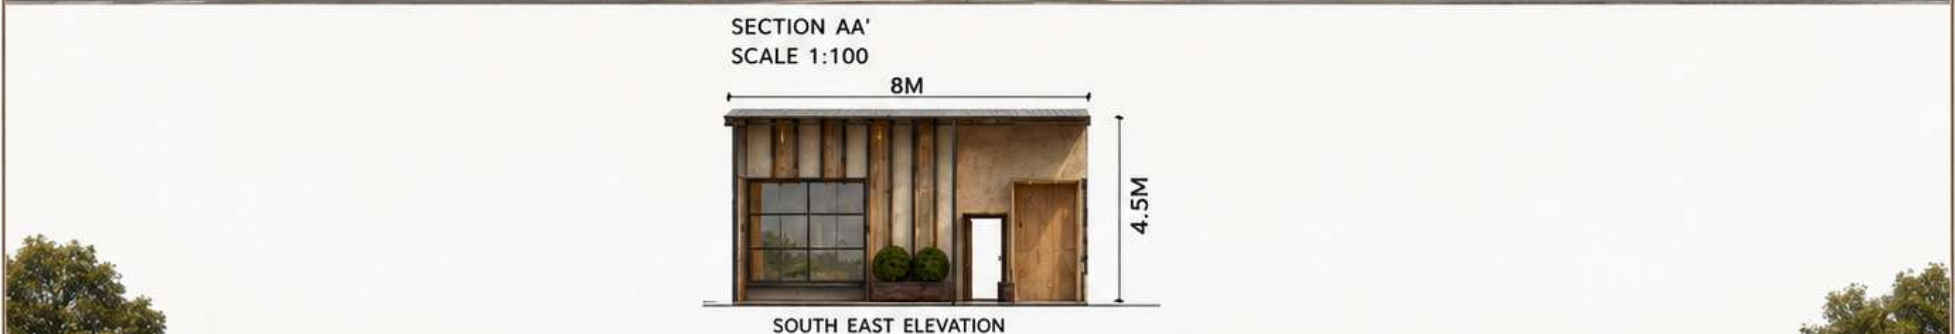 SECTION AA'
SCALE 1:100
8M
4.5M
SOUTH EAST ELEVATION